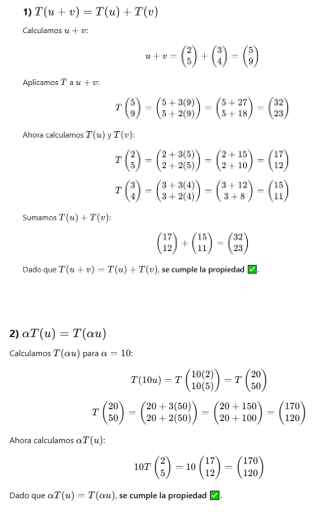 1) T(u + v) = T(u) + T(v)
Calculamos u + v:
u + v = (2 5) + (3 4) = (5 9)
Aplicamos T a u + v:
T (5 9) = (5 + 3(9) 5 + 2(9)) = (5 + 27 5 + 18) = (32 23)
Ahora calculamos T(u) y T(v):
T (2 5) = (2 + 3(5) 2 + 2(5)) = (2 + 15 2 + 10) = (17 12)
T (3 4) = (3 + 3(4) 3 + 2(4)) = (3 + 12 3 + 8) = (15 11)
Sumamos T(u) + T(v):
(17 12) + (15 11) = (32 23)
Dado que T(u + v) = T(u) + T(v), se cumple la propiedad ✅.
2) αT(u) = T(αu)
Calculamos T(αu) para α = 10:
T(10u) = T (10(2) 10(5)) = T (20 50)
T (20 50) = (20 + 3(50) 20 + 2(50)) = (20 + 150 20 + 100) = (170 120)
Ahora calculamos αT(u):
10T (2 5) = 10 (17 12) = (170 120)
Dado que αT(u) = T(αu), se cumple la propiedad ✅.